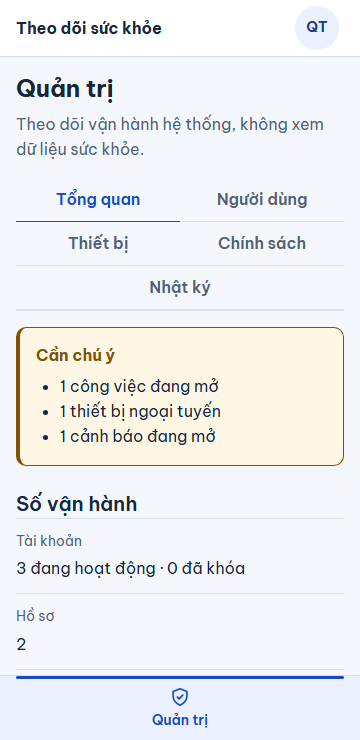 Theo dõi sức khỏe
QT
Quản trị
Theo dõi vận hành hệ thống, không xem
dữ liệu sức khỏe.
Tổng quan
Người dùng
Thiết bị
Chính sách
Nhật ký
Cần chú ý
1 công việc đang mở
1 thiết bị ngoại tuyến
1 cảnh báo đang mở
Số vận hành
Tài khoản
3 đang hoạt động · 0 đã khóa
Hồ sơ
2
Quản trị